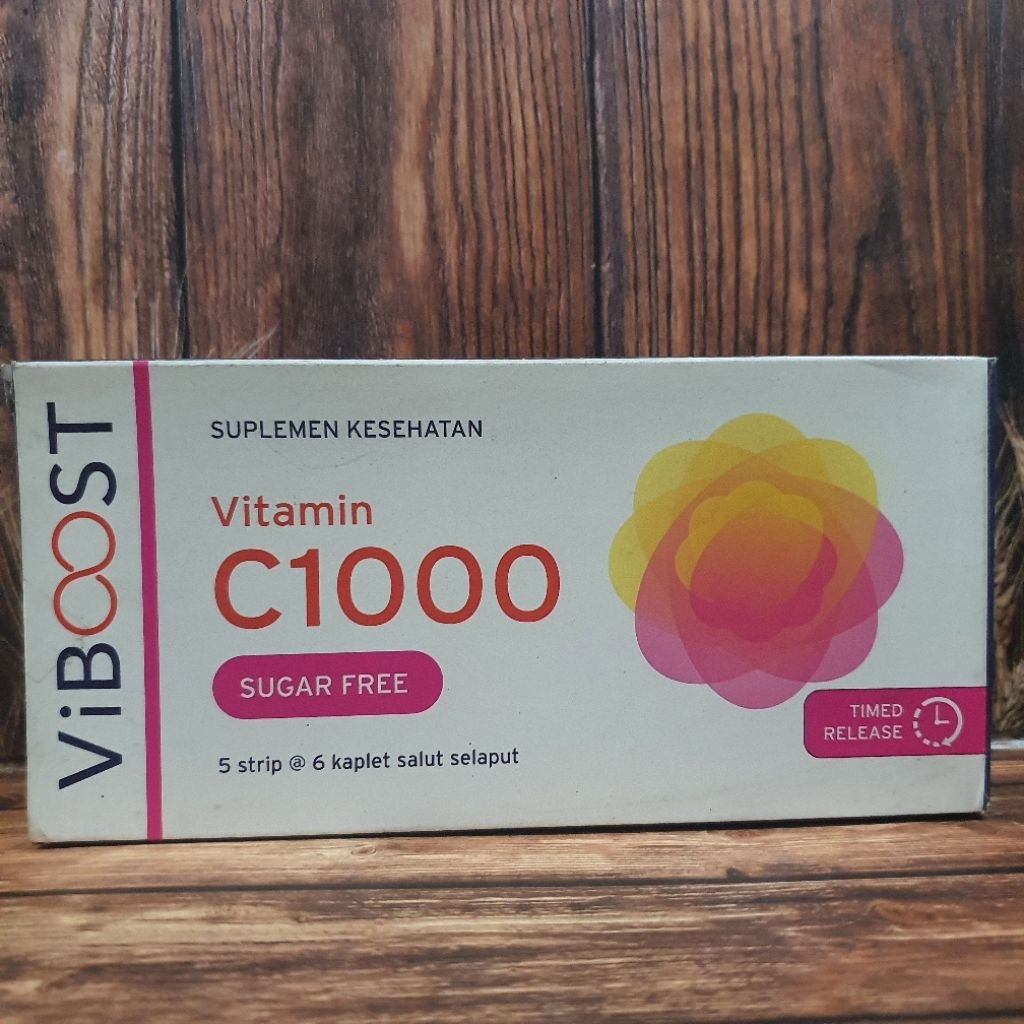 ViBOOST
SUPLEMEN KESEHATAN
Vitamin
C1000
SUGAR FREE
5 strip @ 6 kaplet salut selaput
TIMED
RELEASE